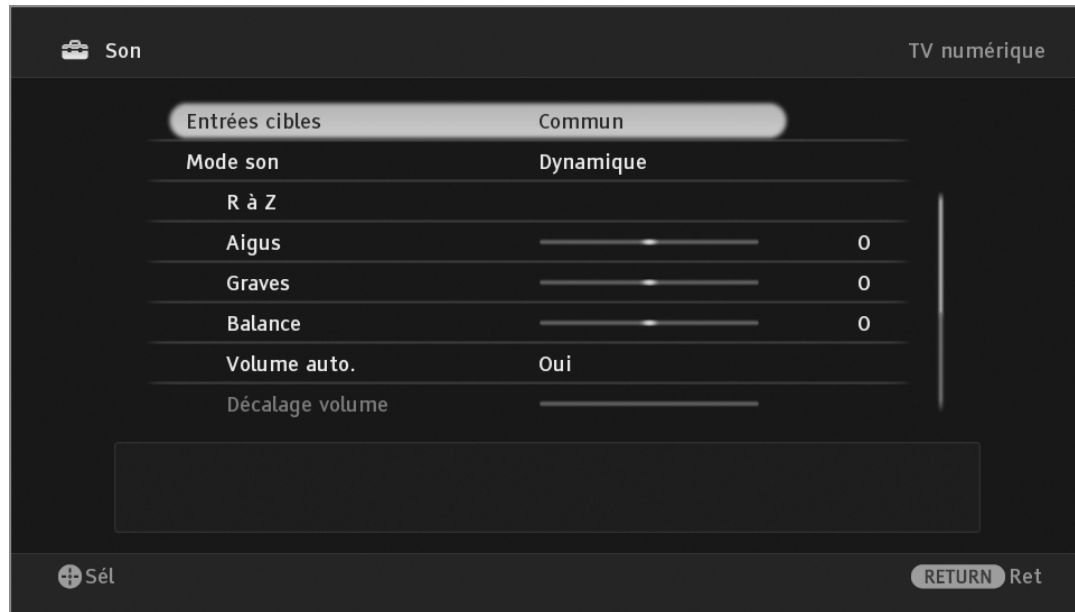 Son TV numérique
Entrées cibles Commun
Mode son Dynamique
R à Z
Aigus 0
Graves 0
Balance 0
Volume auto. Oui
Décalage volume
Sél RETURN Ret